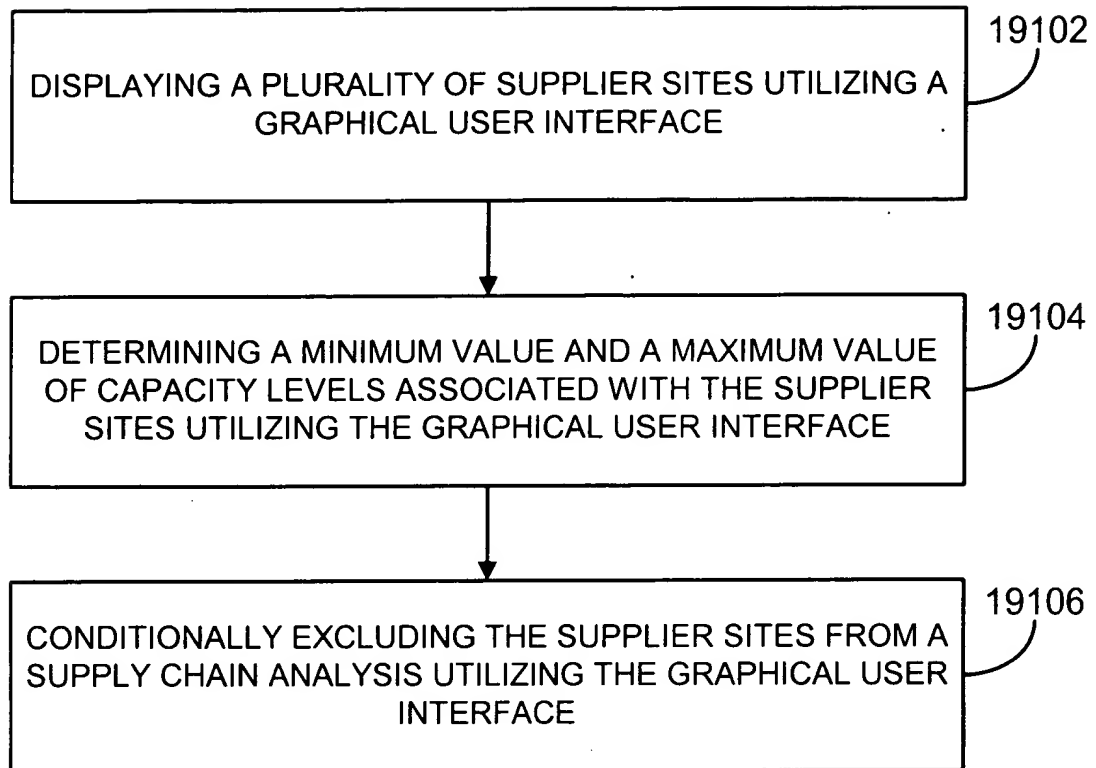 19102
DISPLAYING A PLURALITY OF SUPPLIER SITES UTILIZING A
GRAPHICAL USER INTERFACE
19104
DETERMINING A MINIMUM VALUE AND A MAXIMUM VALUE
OF CAPACITY LEVELS ASSOCIATED WITH THE SUPPLIER
SITES UTILIZING THE GRAPHICAL USER INTERFACE
19106
CONDITIONALLY EXCLUDING THE SUPPLIER SITES FROM A
SUPPLY CHAIN ANALYSIS UTILIZING THE GRAPHICAL USER
INTERFACE